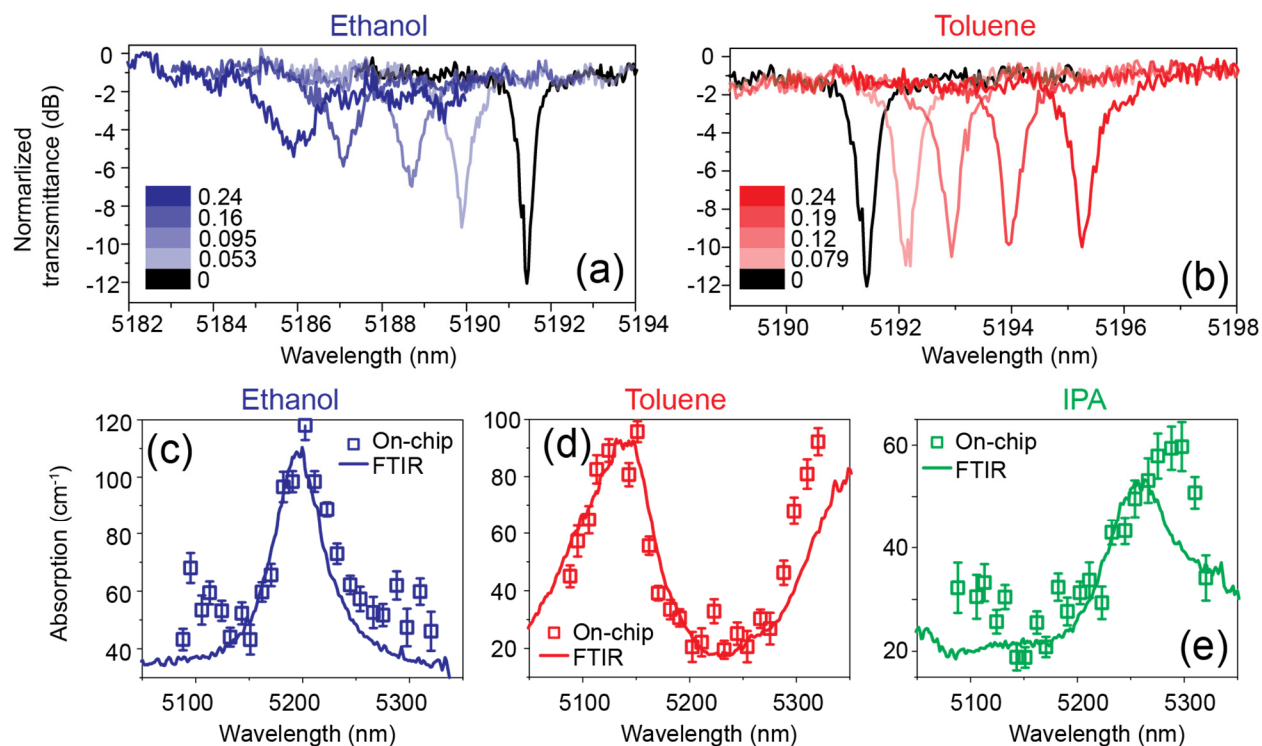 Ethanol
Normarlized
tranzsmittance (dB)
0
-2
-4
-6
-8
-10
-12
0.24
0.16
0.095
0.053
0
(a)
5182 5184 5186 5188 5190 5192 5194
Wavelength (nm)
Toluene
0
-2
-4
-6
-8
-10
-12
0.24
0.19
0.12
0.079
0
(b)
5190 5192 5194 5196 5198
Wavelength (nm)
Ethanol
Absorption (cm⁻¹)
120
100
80
60
40
(c)
On-chip
FTIR
5100 5200 5300
Wavelength (nm)
Toluene
100
80
60
40
20
(d)
On-chip
FTIR
5100 5200 5300
Wavelength (nm)
IPA
60
40
20
On-chip
FTIR
(e)
5100 5200 5300
Wavelength (nm)